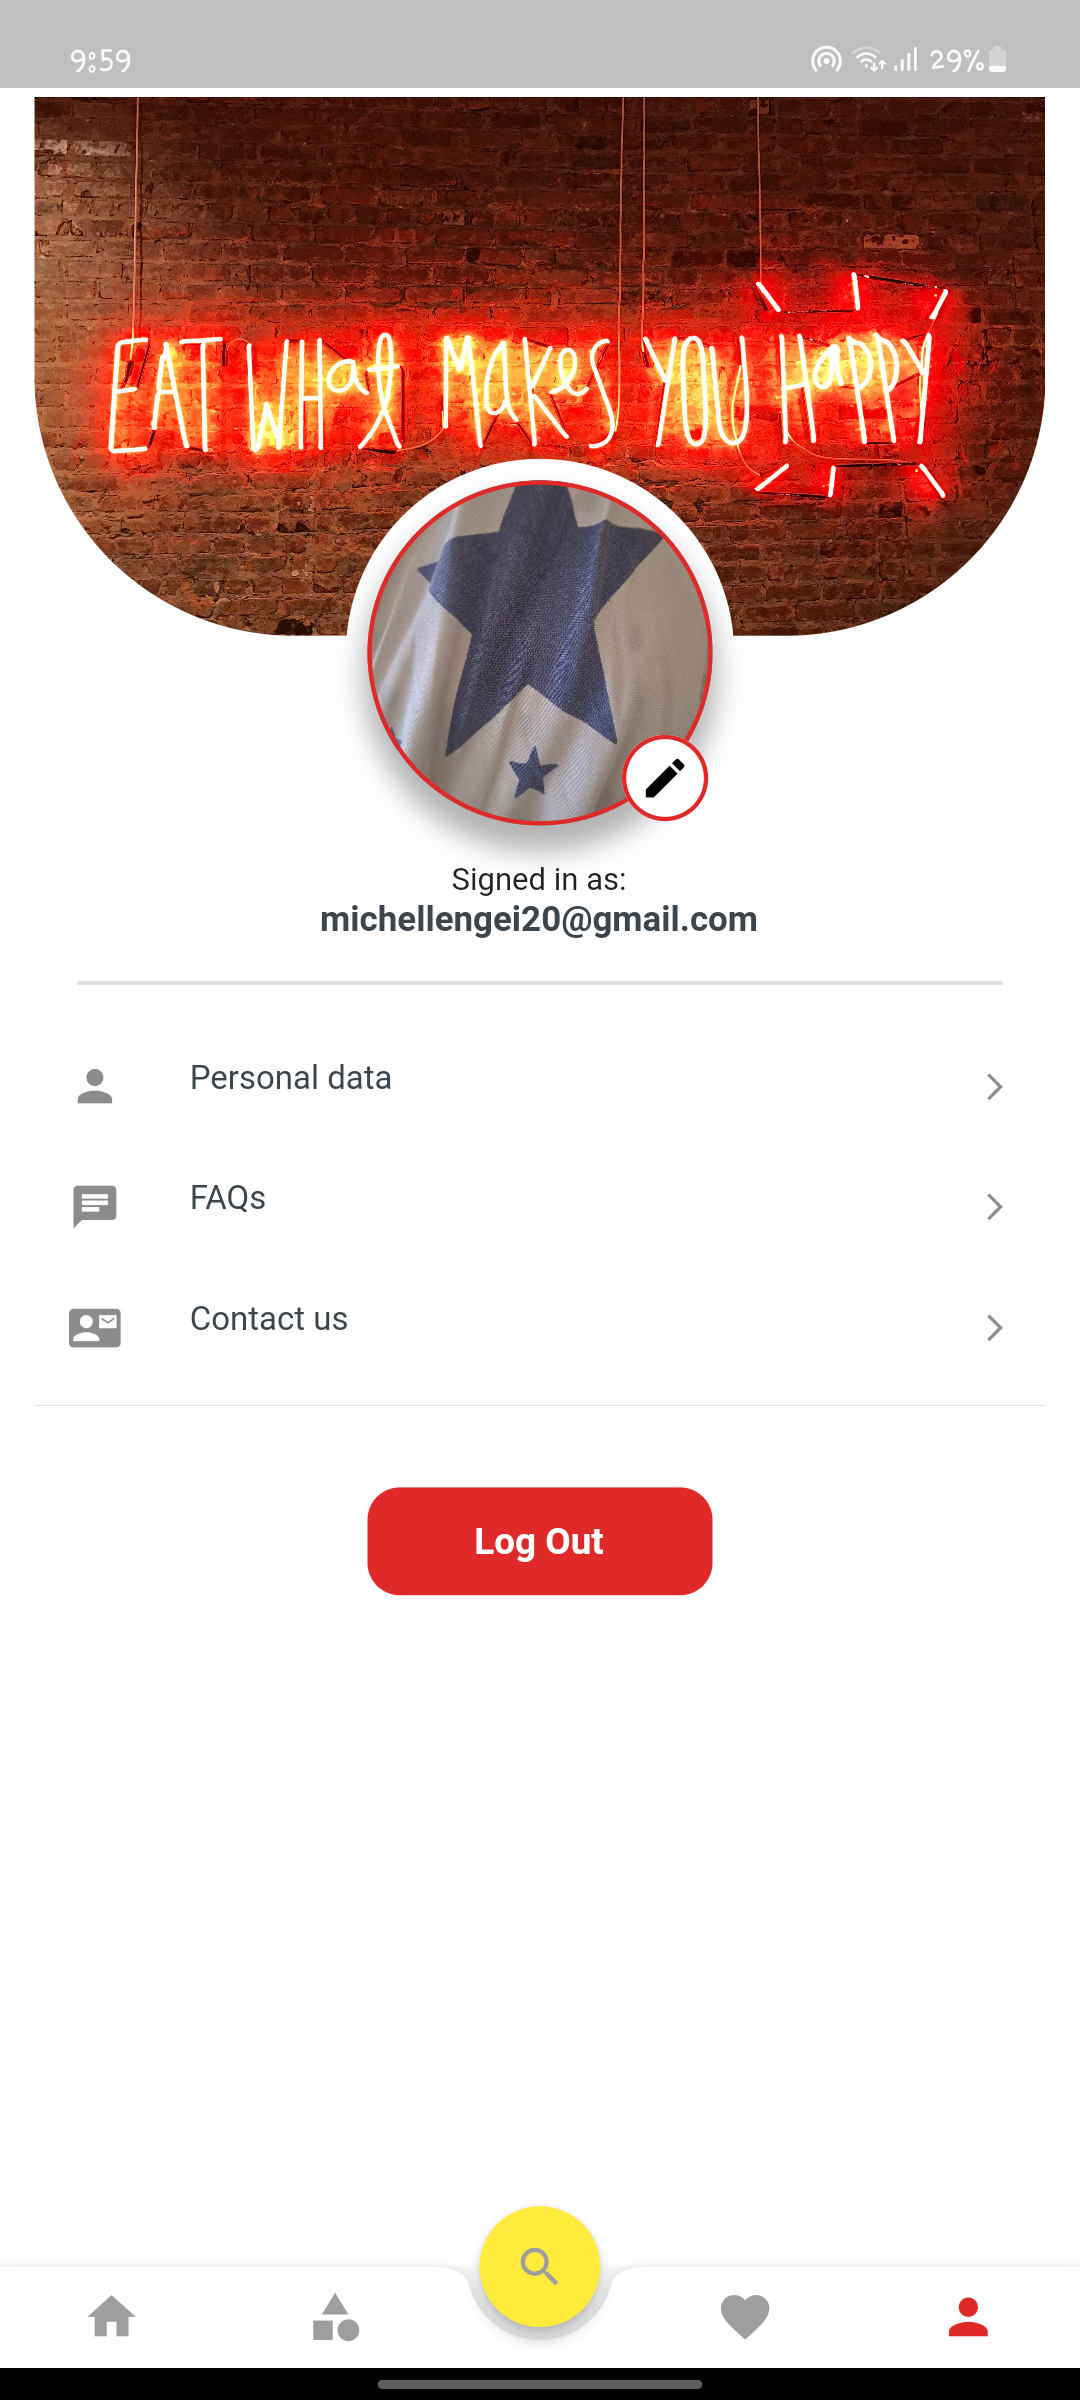 9:59
29%
EAT WHat Makes YOU HaPPY
Signed in as:
michellengei20@gmail.com
Personal data
FAQs
Contact us
Log Out